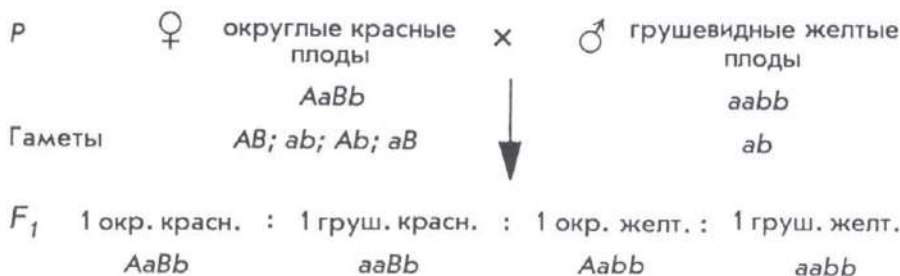 P ♀ округлые красные × ♂ грушевидные желтые
плоды плоды
AaBb aabb
Гаметы AB; ab; Ab; aB ab
F₁ 1 окр. красн. : 1 груш. красн. : 1 окр. желт. : 1 груш. желт.
AaBb aaBb Aabb aabb